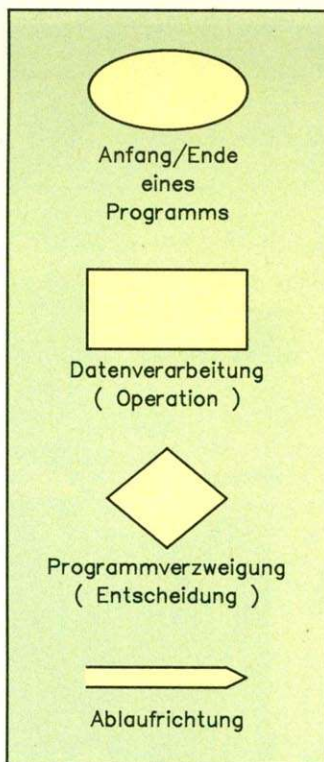 Anfang/Ende
eines
Programms
Datenverarbeitung
( Operation )
Programmverzweigung
( Entscheidung )
Ablaufrichtung